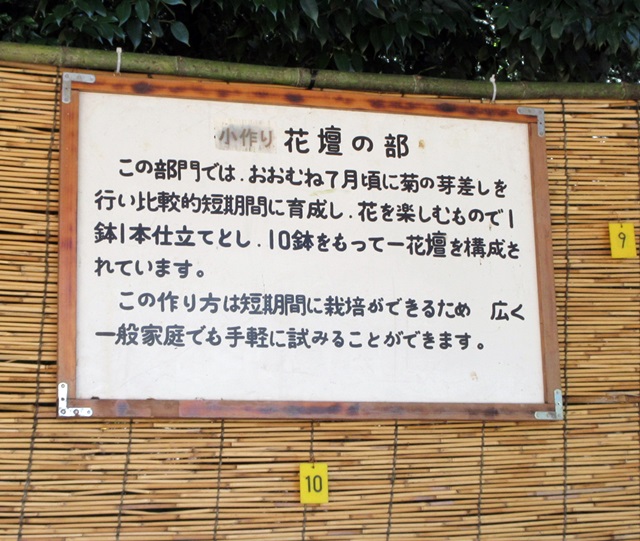 小作り 花壇の部
この部門では.おおむね7月頃に菊の芽差しを
行い比較的短期間に育成し.花を楽しむもので1
鉢1本仕立てとし.10鉢をもって一花壇を構成さ
れています。
この作り方は短期間に栽培ができるため 広く
一般家庭でも手軽に試みることができます。
9
10